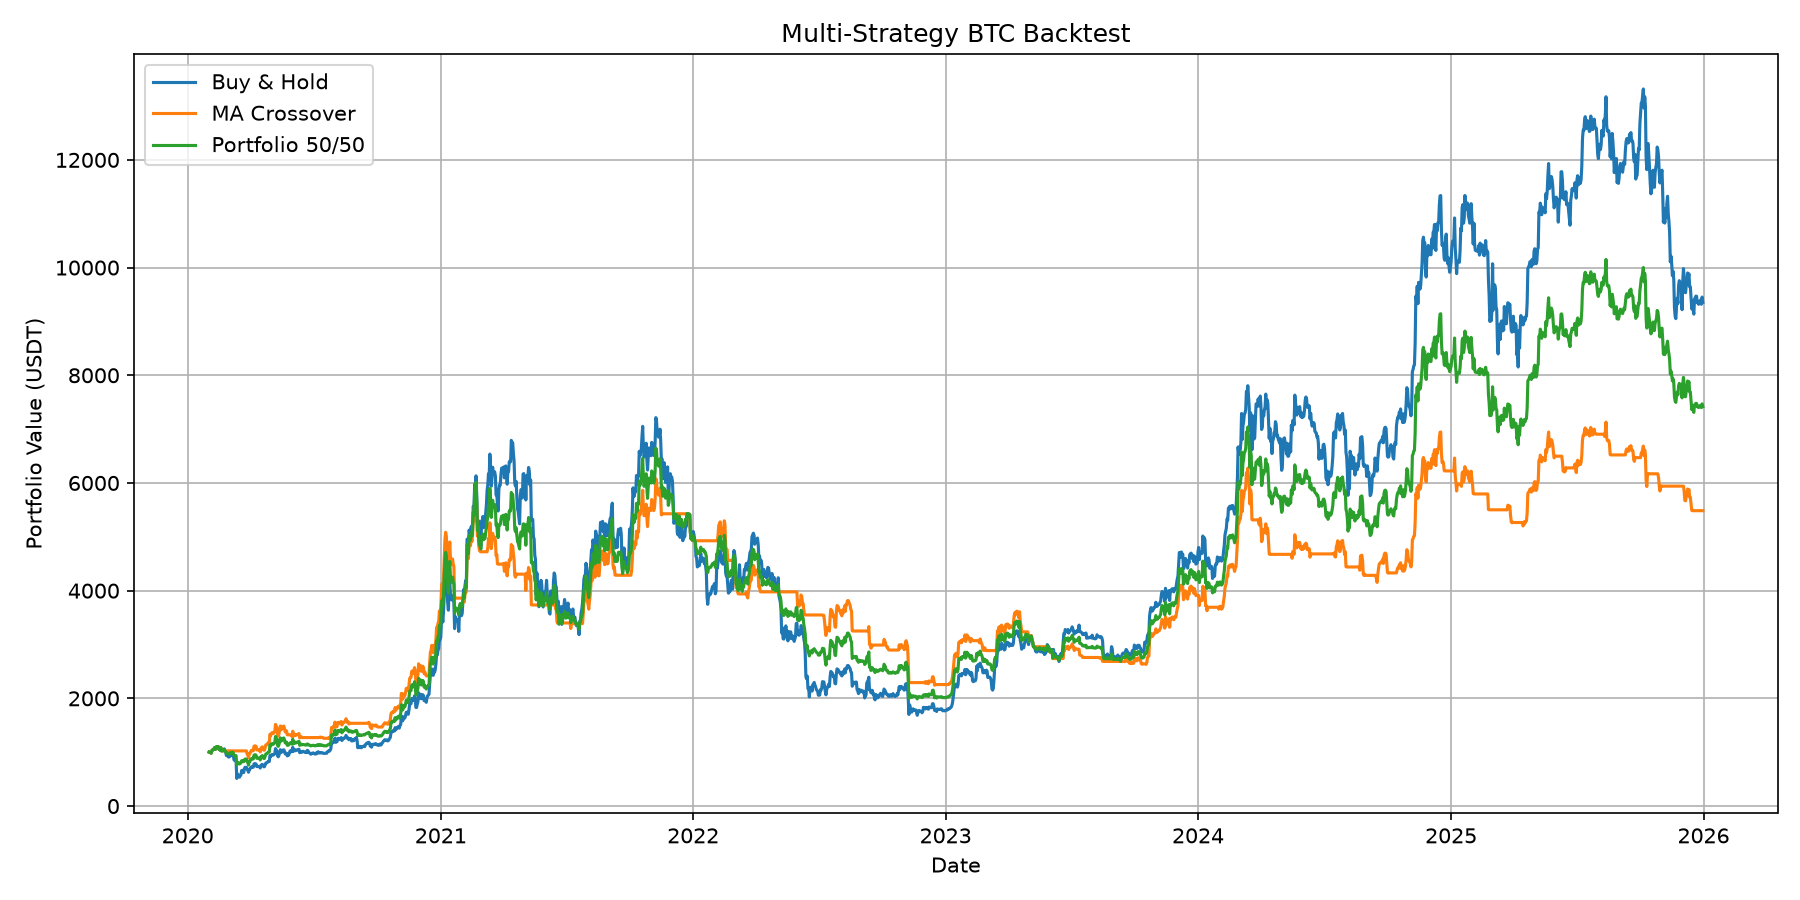 Multi-Strategy BTC Backtest
Buy & Hold
MA Crossover
Portfolio 50/50
Portfolio Value (USDT)
12000
10000
8000
6000
4000
2000
0
2020 2021 2022 2023 2024 2025 2026
Date